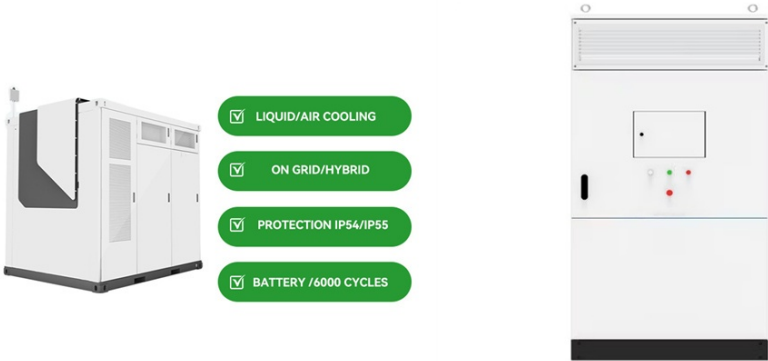 LIQUID/AIR COOLING
ON GRID/HYBRID
PROTECTION IP54/IP55
BATTERY /6000 CYCLES